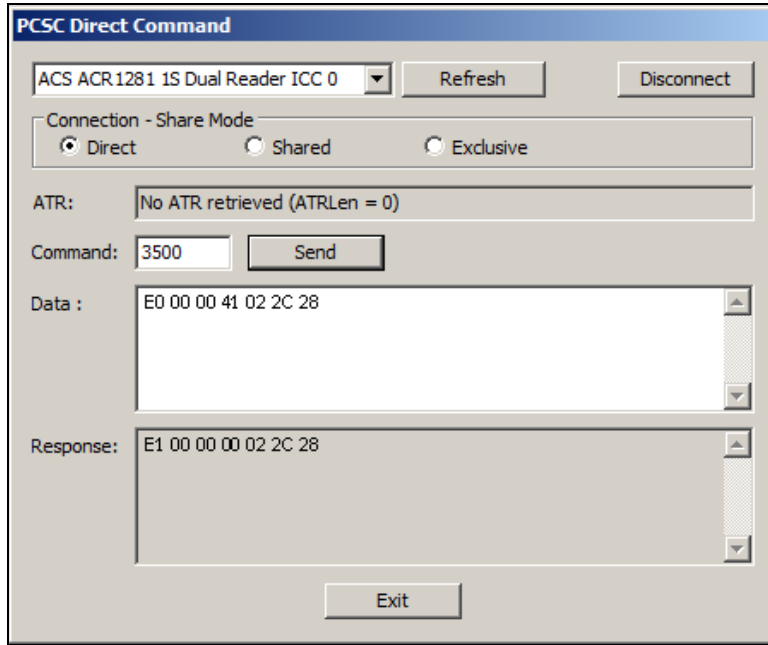 PCSC Direct Command
ACS ACR1281 1S Dual Reader ICC 0 Refresh Disconnect
Connection - Share Mode
Direct Shared Exclusive
ATR: No ATR retrieved (ATRLen = 0)
Command: 3500 Send
Data : E0 00 00 41 02 2C 28
Response: E1 00 00 00 02 2C 28
Exit